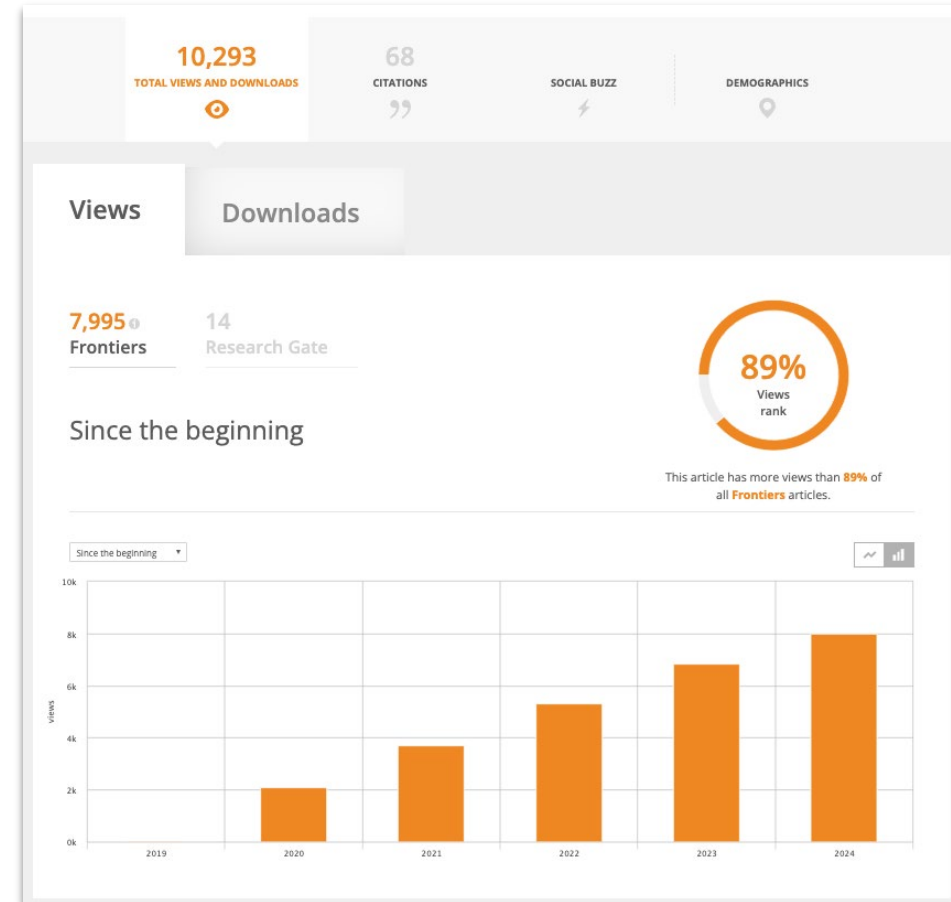 10,293
TOTAL VIEWS AND DOWNLOADS
68
CITATIONS
SOCIAL BUZZ
DEMOGRAPHICS
Views
Downloads
7,995
Frontiers
14
Research Gate
89%
Views
rank
Since the beginning
This article has more views than 89% of
all Frontiers articles.
Since the beginning
10k
8k
6k
4k
2k
0k
views
2019
2020
2021
2022
2023
2024